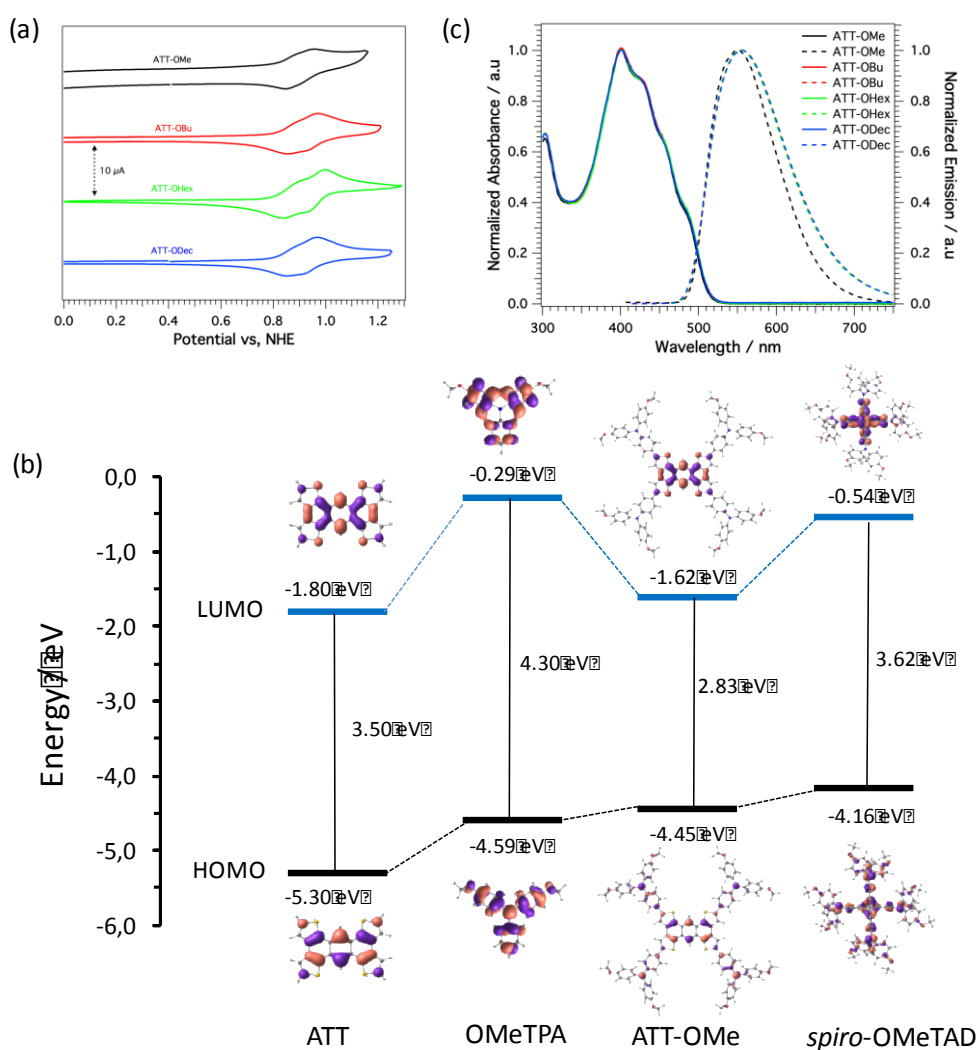 (a)
ATT-OMe
ATT-OBu
10 µA
ATT-OHex
ATT-ODec
0.0 0.2 0.4 0.6 0.8 1.0 1.2
Potential vs, NHE
(c)
1.0
0.8
0.6
0.4
0.2
0.0
Normalized Absorbance / a.u
ATT-OMe
ATT-OMe
ATT-OBu
ATT-OBu
ATT-OHex
ATT-OHex
ATT-ODec
ATT-ODec
1.0
0.8
0.6
0.4
0.2
0.0
Normalized Emission / a.u
300 400 500 600 700
Wavelength / nm
(b)
Energy/eV
0,0
-1,0
-2,0
-3,0
-4,0
-5,0
-6,0
LUMO
HOMO
-1.80 eV
-0.29 eV
-1.62 eV
-0.54 eV
3.50 eV
4.30 eV
2.83 eV
3.62 eV
-5.30 eV
-4.59 eV
-4.45 eV
-4.16 eV
ATT OMeTPA ATT-OMe spiro-OMeTAD